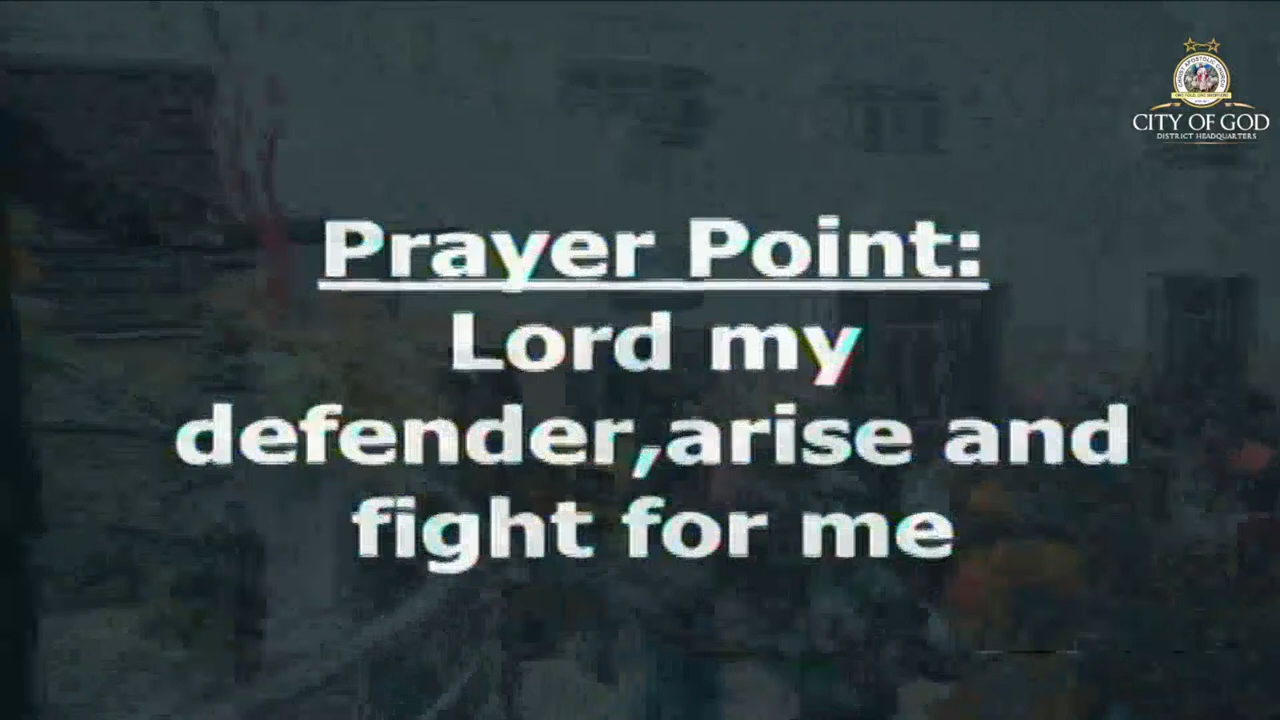 CITY OF GOD
DISTRICT HEADQUARTERS
Prayer Point:
Lord my
defender,arise and
fight for me